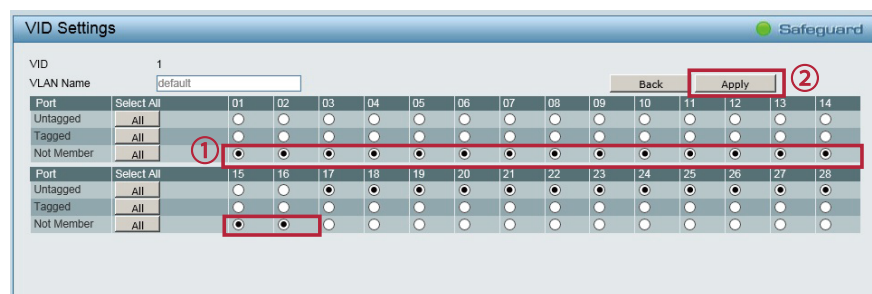 VID Settings
Safeguard
VID 1
VLAN Name default
②
Back Apply
Port Select All 01 02 03 04 05 06 07 08 09 10 11 12 13 14
Untagged All
Tagged All
Not Member All
①
Port Select All 15 16 17 18 19 20 21 22 23 24 25 26 27 28
Untagged All
Tagged All
Not Member All